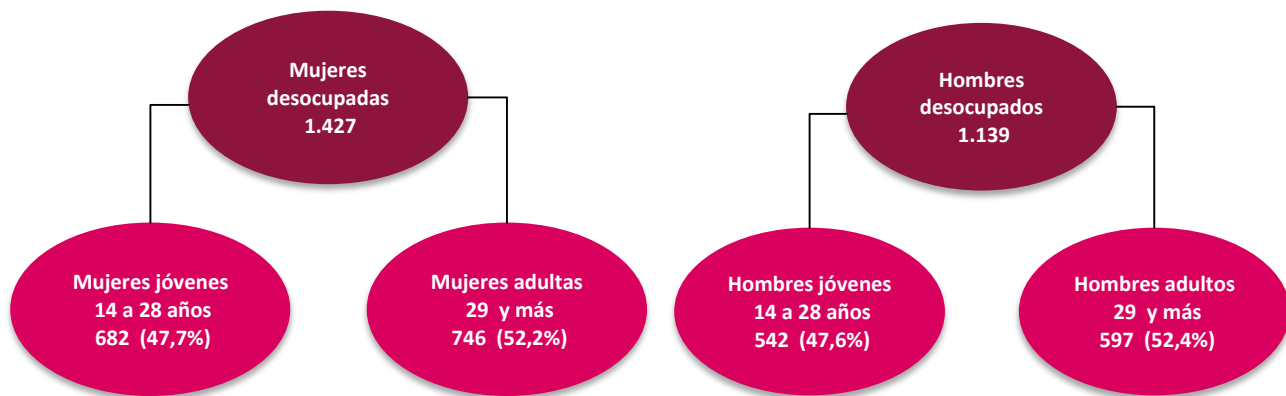 Mujeres
desocupadas
1.427
Hombres
desocupados
1.139
Mujeres jóvenes
14 a 28 años
682 (47,7%)
Mujeres adultas
29 y más
746 (52,2%)
Hombres jóvenes
14 a 28 años
542 (47,6%)
Hombres adultos
29 y más
597 (52,4%)